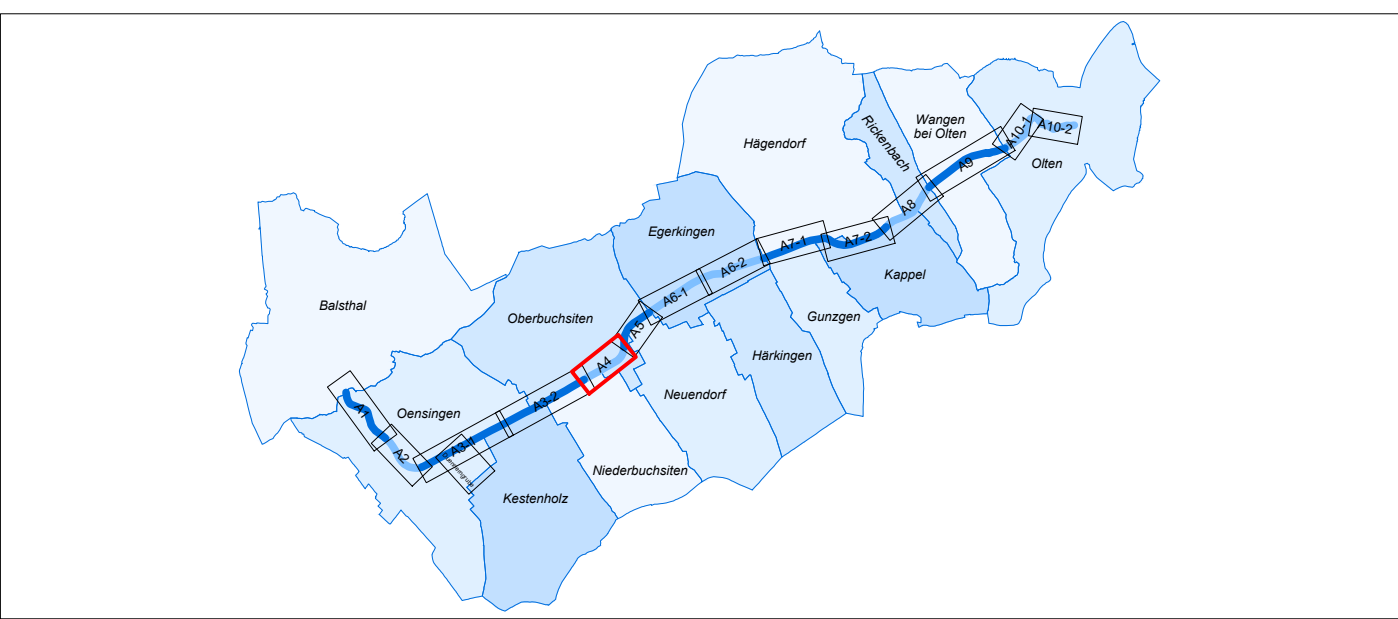 Wangen
bei Olten
Rickenbach
A10-1
A10-2
Hägendorf
Olten
A9
A8
Egerkingen
A7-1
A7-2
A6-2
Kappel
A6-1
Balsthal
Oberbuchsiten
A5
Gunzgen
Härkingen
A4
Neuendorf
A3-2
A1
Oensingen
A3-1
A2
Niederbuchsiten
Kestenholz